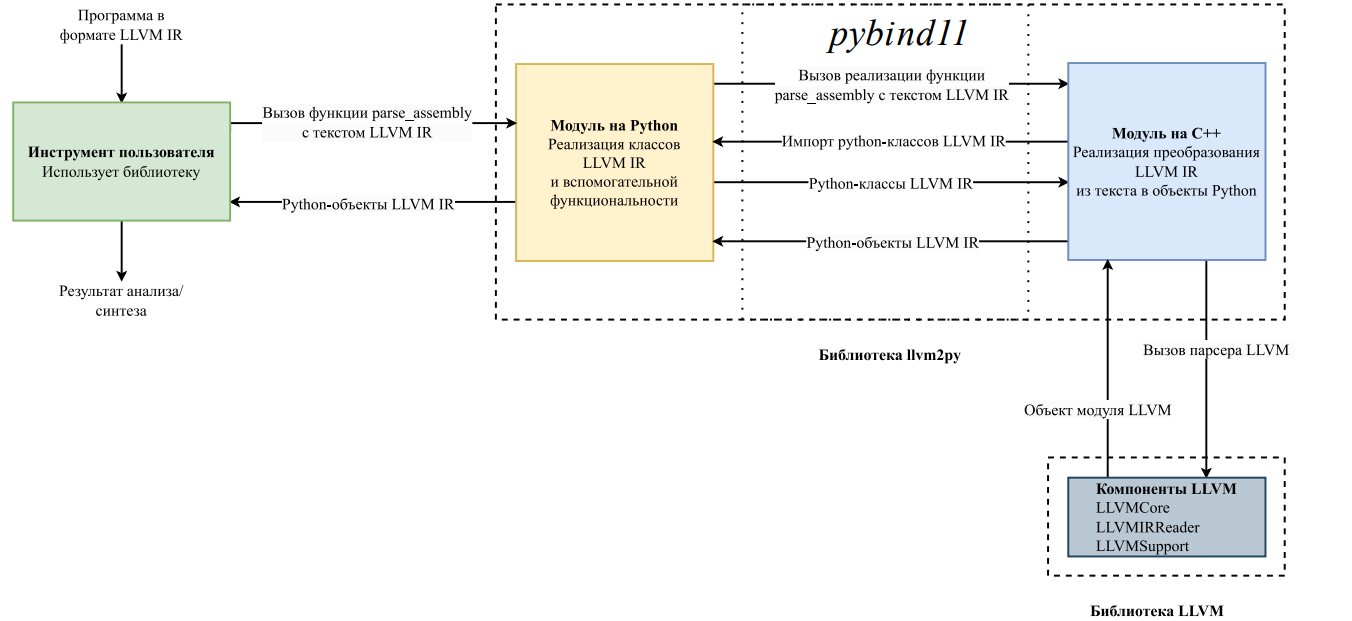 Программа в
формате LLVM IR
Инструмент пользователя
Использует библиотеку
Результат анализа/
синтеза
Вызов функции parse_assembly
с текстом LLVM IR
Python-объекты LLVM IR
pybind11
Модуль на Python
Реализация классов
LLVM IR
и вспомогательной
функциональности
Вызов реализации функции
parse_assembly с текстом LLVM IR
Импорт python-классов LLVM IR
Python-классы LLVM IR
Python-объекты LLVM IR
Модуль на C++
Реализация преобразования
LLVM IR
из текста в объекты Python
Библиотека llvm2py
Вызов парсера LLVM
Объект модуля LLVM
Компоненты LLVM
LLVMCore
LLVMIRReader
LLVMSupport
Библиотека LLVM